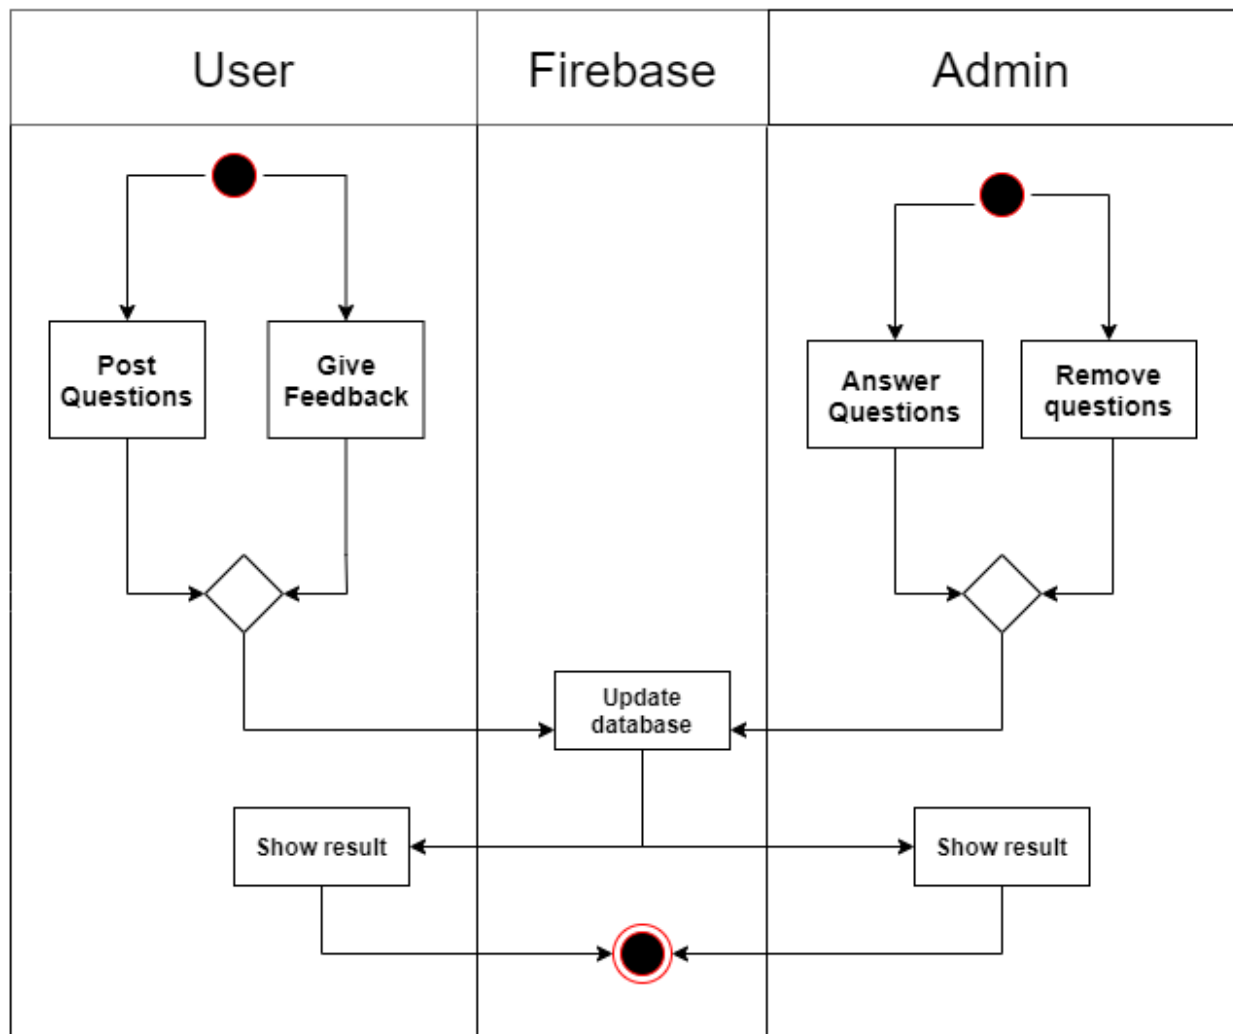 User
Firebase
Admin
Post
Questions
Give
Feedback
Answer
Questions
Remove
questions
Update
database
Show result
Show result